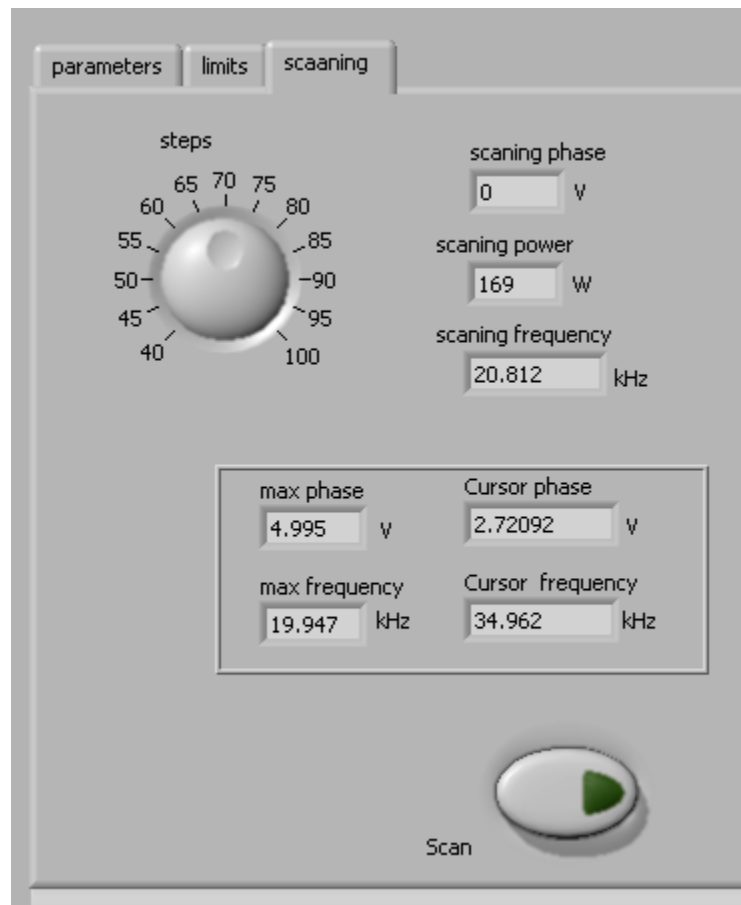 parameters limits scaaning
steps
40 45 50 55 60 65 70 75 80 85 90 95 100
scaning phase
0 V
scaning power
169 W
scaning frequency
20.812 kHz
max phase Cursor phase
4.995 V 2.72092 V
max frequency Cursor frequency
19.947 kHz 34.962 kHz
Scan